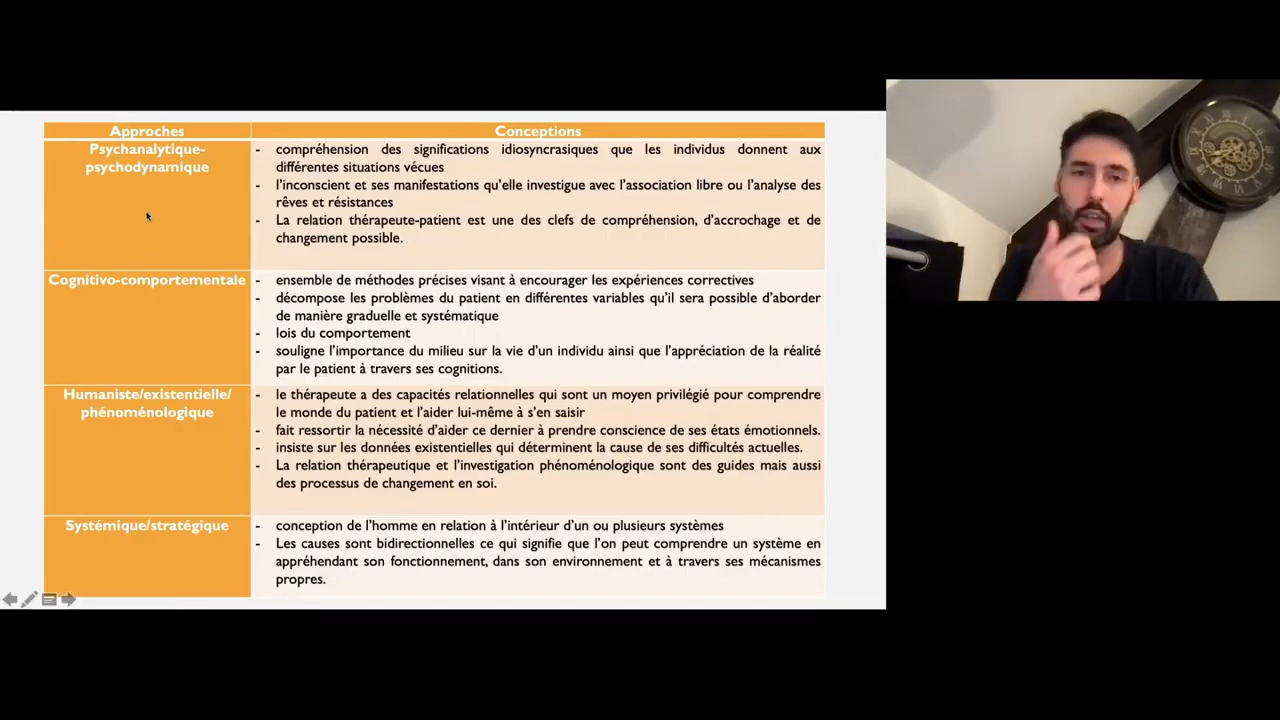 Approches
Conceptions
Psychanalytique-
psychodynamique
- compréhension des significations idiosyncrasiques que les individus donnent aux
différentes situations vécues
- l'inconscient et ses manifestations qu'elle investigue avec l'association libre ou l'analyse des
rêves et résistances
- La relation thérapeute-patient est une des clefs de compréhension, d'accrochage et de
changement possible.
Cognitivo-comportementale
- ensemble de méthodes précises visant à encourager les expériences correctives
- décompose les problèmes du patient en différentes variables qu'il sera possible d'aborder
de manière graduelle et systématique
- lois du comportement
- souligne l'importance du milieu sur la vie d'un individu ainsi que l'appréciation de la réalité
par le patient à travers ses cognitions.
Humaniste/existentielle/
phénoménologique
- le thérapeute a des capacités relationnelles qui sont un moyen privilégié pour comprendre
le monde du patient et l'aider lui-même à s'en saisir
- fait ressortir la nécessité d'aider ce dernier à prendre conscience de ses états émotionnels.
- insiste sur les données existentielles qui déterminent la cause de ses difficultés actuelles.
- La relation thérapeutique et l'investigation phénoménologique sont des guides mais aussi
des processus de changement en soi.
Systémique/stratégique
- conception de l'homme en relation à l'intérieur d'un ou plusieurs systèmes
- Les causes sont bidirectionnelles ce qui signifie que l'on peut comprendre un système en
appréhendant son fonctionnement, dans son environnement et à travers ses mécanismes
propres.